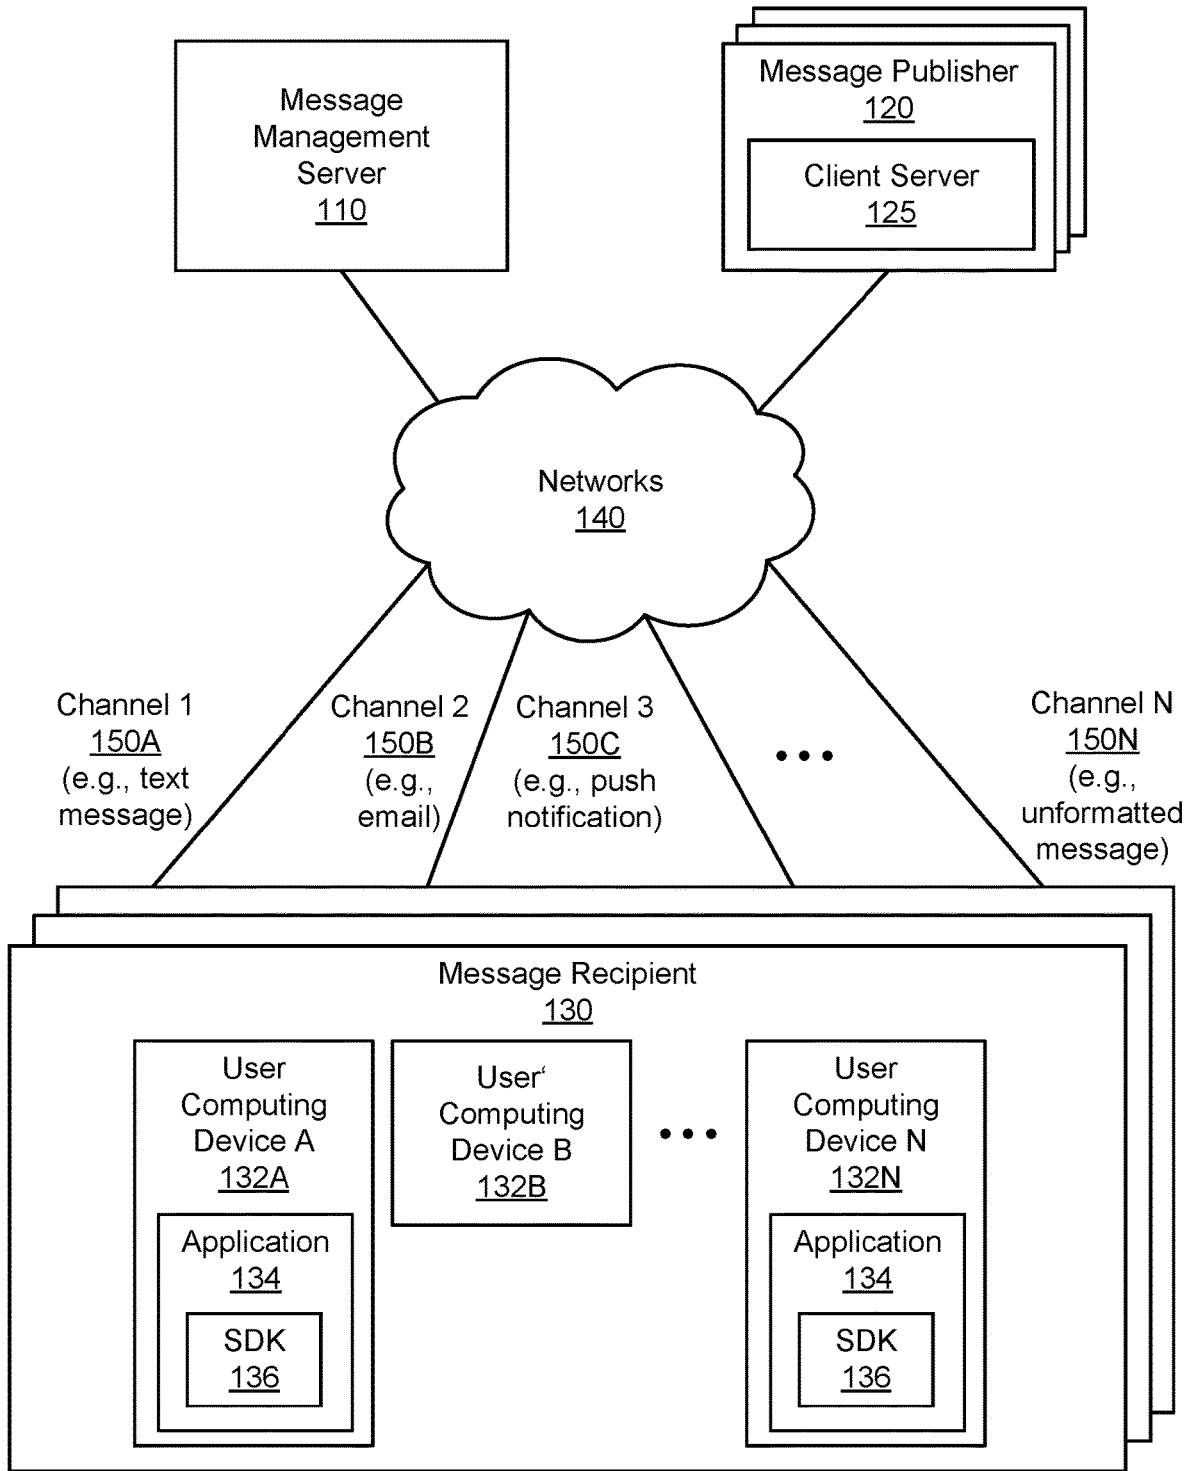 Message
Management
Server
110
Message Publisher
120
Client Server
125
Networks
140
Channel 1
150A
(e.g., text
message)
Channel 2
150B
(e.g.,
email)
Channel 3
150C
(e.g., push
notification)
•••
Channel N
150N
(e.g.,
unformatted
message)
Message Recipient
130
User
Computing
Device A
132A
Application
134
SDK
136
User‘
Computing
Device B
132B
•••
User
Computing
Device N
132N
Application
134
SDK
136